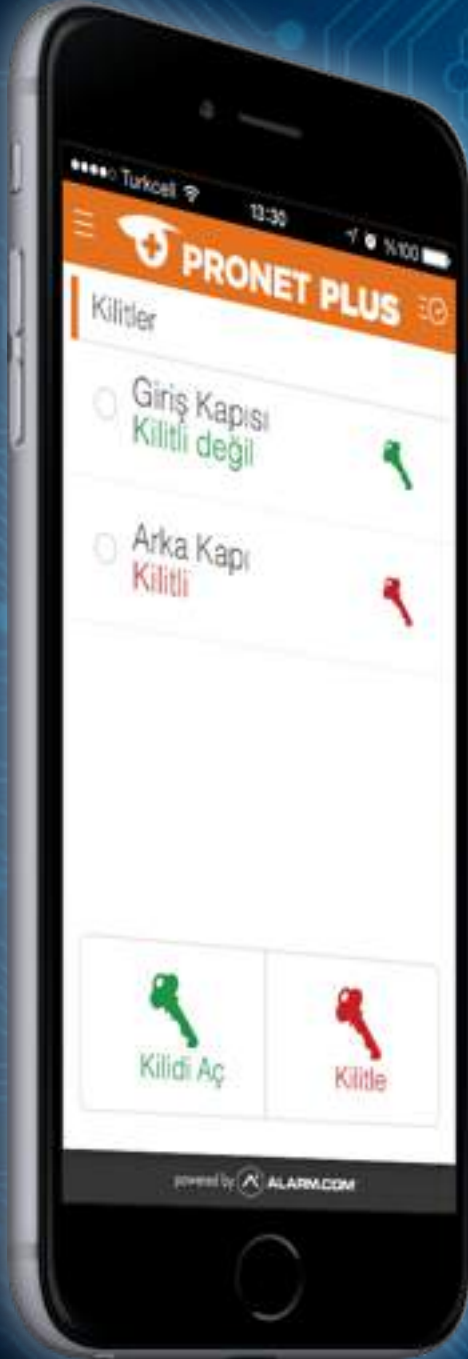 Turkcell 13:30 %100
PRONET PLUS
Kilitler
Giriş Kapısı
Kilitli değil
Arka Kapı
Kilitli
Kilidi Aç
Kilitle
powered by ALARM.COM